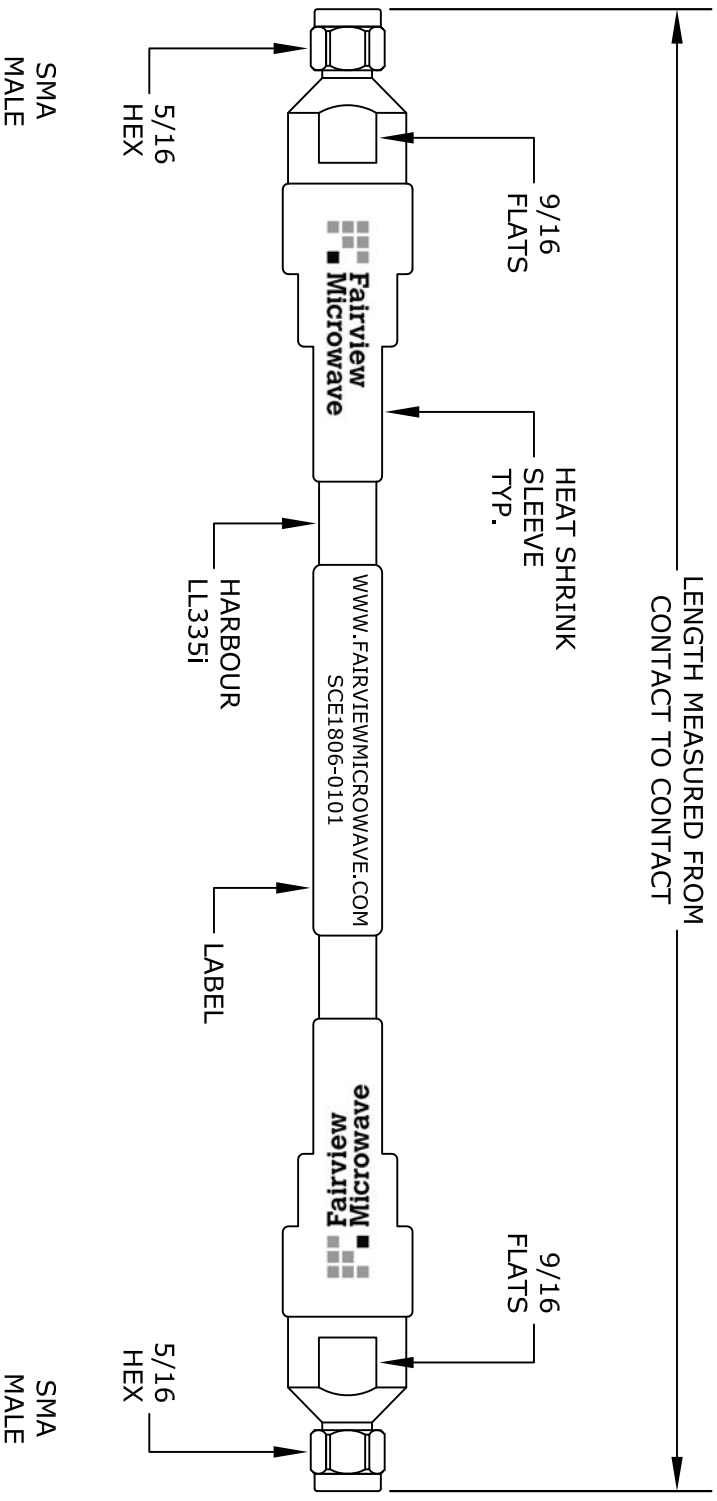 LENGTH MEASURED FROM
CONTACT TO CONTACT
9/16
FLATS
HEAT SHRINK
SLEEVE
TYP.
9/16
FLATS
Fairview
Microwave
WWW.FAIRVIEWMICROWAVE.COM
SCE1806-0101
Microwave
Fairview
5/16
HEX
HARBOUR
LL335i
LABEL
5/16
HEX
SMA
MALE
SMA
MALE